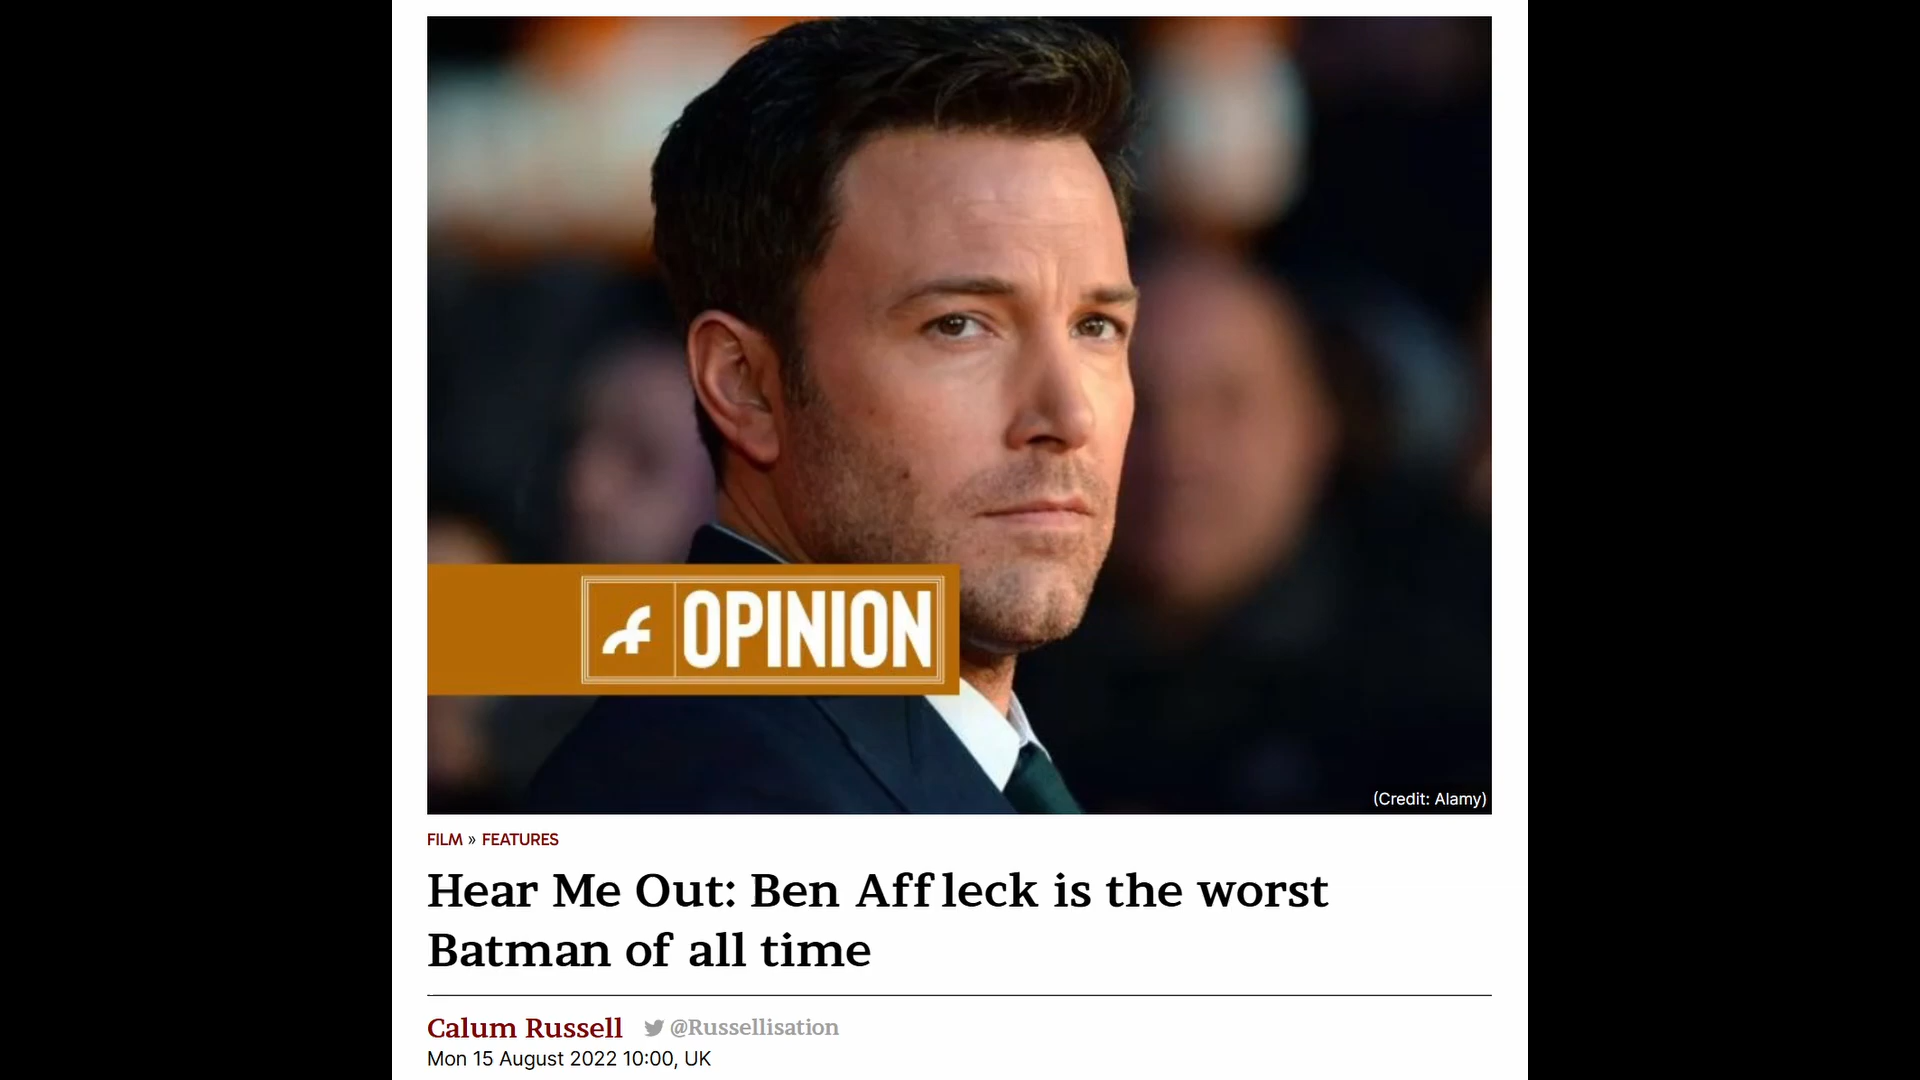 OPINION
(Credit: Alamy)
FILM » FEATURES
Hear Me Out: Ben Affleck is the worst
Batman of all time
Calum Russell @Russellisation
Mon 15 August 2022 10:00, UK